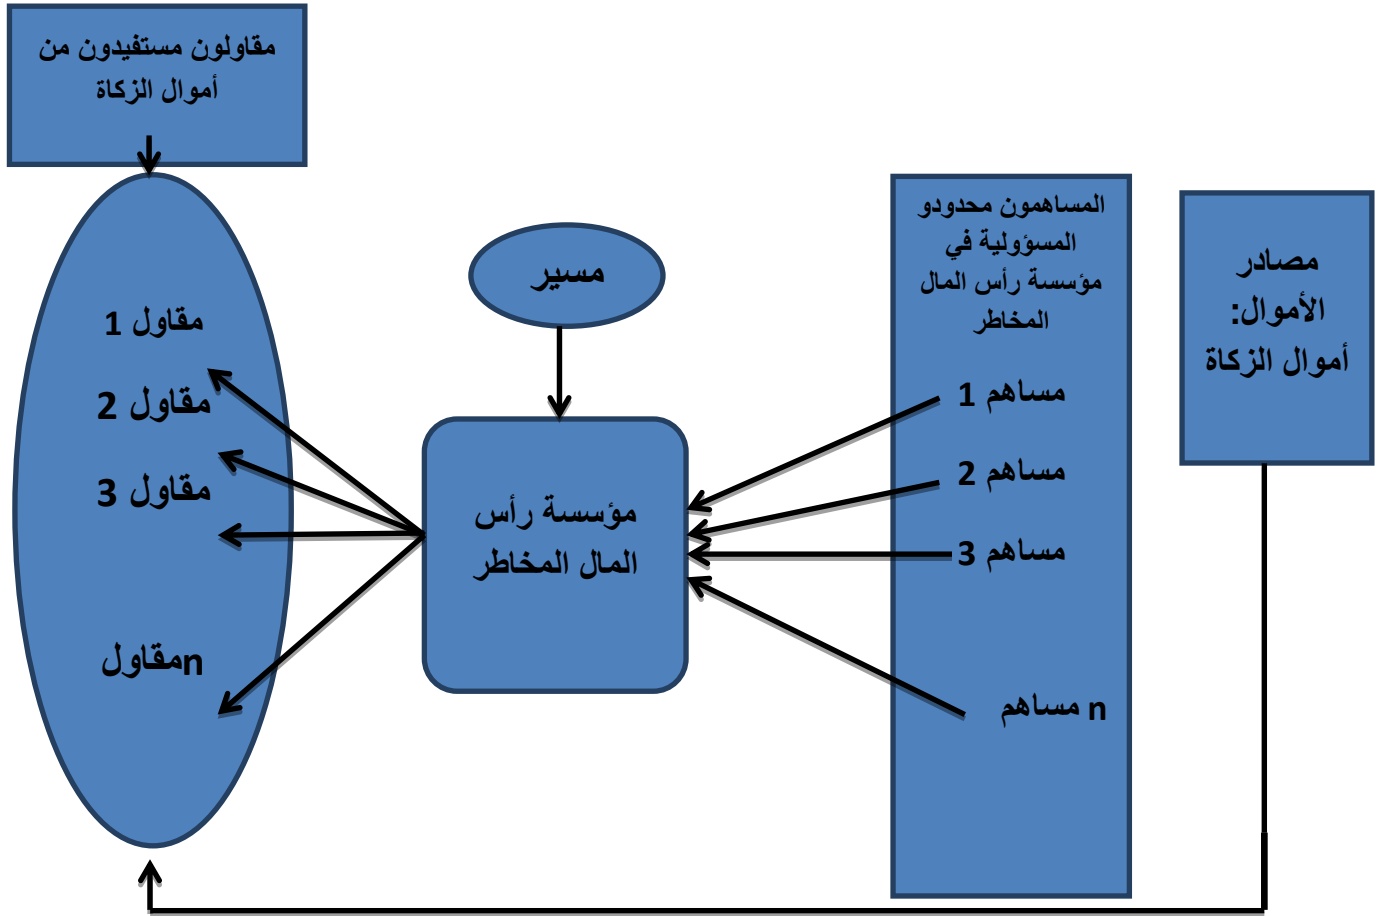 مقاولون مستفيدون من
أموال الزكاة
المساهمون محدودو
المسؤولية في
مؤسسة رأس المال
المخاطر
مصادر
الأموال:
أموال الزكاة
مسير
مساهم 1
مساهم 2
مساهم 3
n مساهم
مؤسسة رأس
المال المخاطر
مقاول 1
مقاول 2
مقاول 3
nمقاول